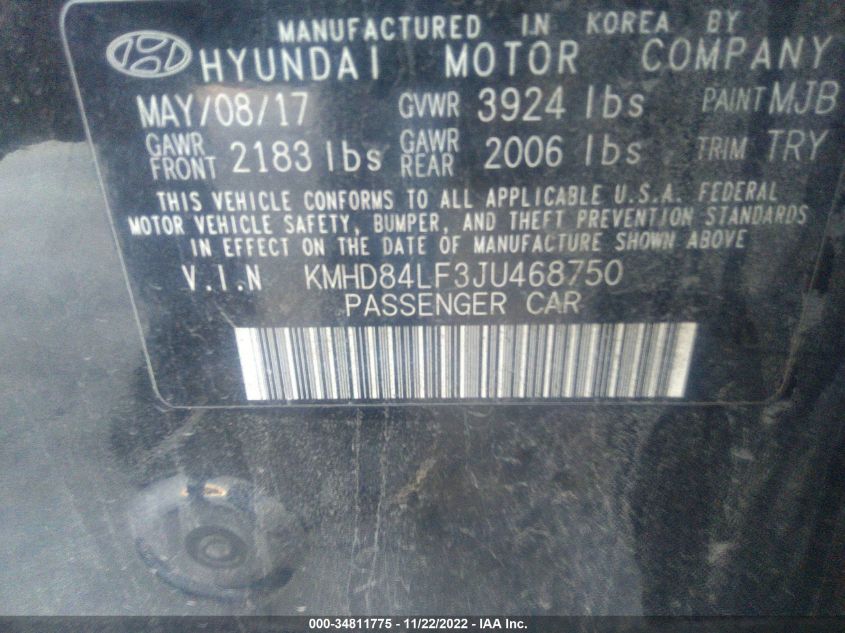 MANUFACTURED IN KOREA BY
HYUNDAI MOTOR COMPANY
MAY/08/17 GVWR 3924 lbs PAINT MJB
GAWR FRONT 2183 lbs GAWR REAR 2006 lbs TRIM TRY
THIS VEHICLE CONFORMS TO ALL APPLICABLE U.S.A. FEDERAL
MOTOR VEHICLE SAFETY, BUMPER, AND THEFT PREVENTION STANDARDS
IN EFFECT ON THE DATE OF MANUFACTURE SHOWN ABOVE
V.I.N KMHD84LF3JU468750
PASSENGER CAR
000-34811775 - 11/22/2022 - IAA Inc.